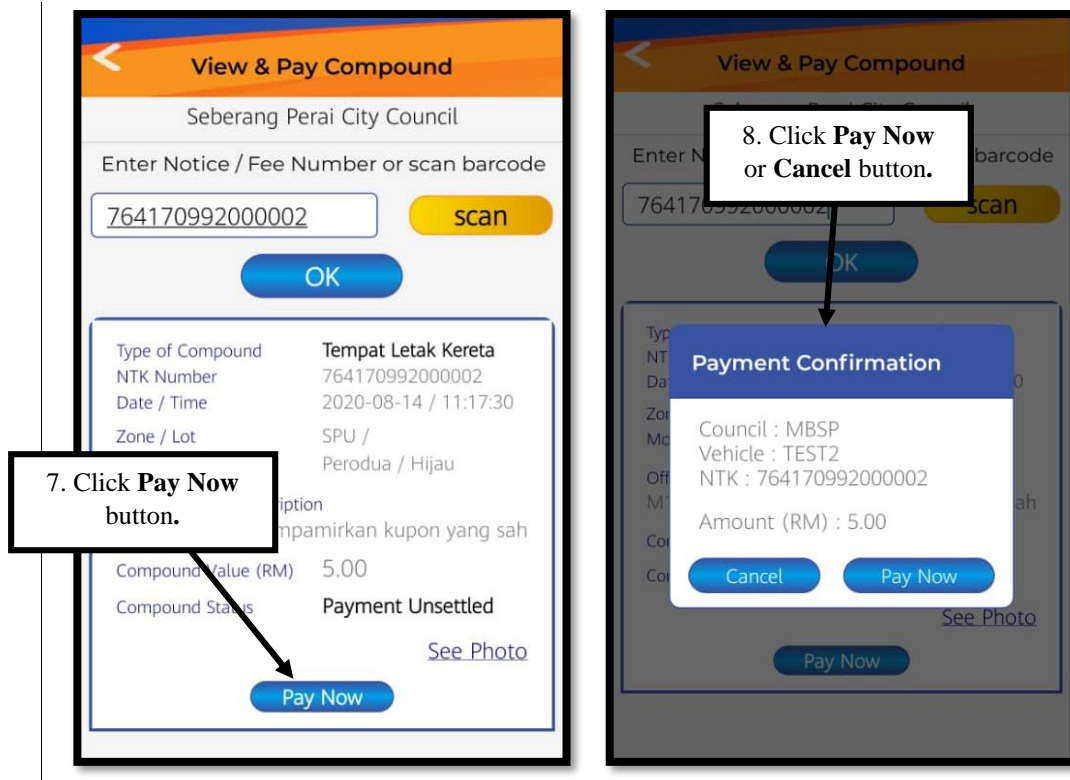 View & Pay Compound
Seberang Perai City Council
Enter Notice / Fee Number or scan barcode
764170992000002 scan
OK
Type of Compound Tempat Letak Kereta
NTK Number 764170992000002
Date / Time 2020-08-14 / 11:17:30
Zone / Lot SPU /
Perodua / Hijau
7. Click Pay Now
button.
kupon yang sah
Compound Value (RM) 5.00
Compound Status Payment Unsettled
See Photo
Pay Now
View & Pay Compound
8. Click Pay Now
or Cancel button.
Enter barcode
scan
OK
Payment Confirmation
Council : MBSP
Vehicle : TEST2
NTK : 764170992000002
Amount (RM) : 5.00
Cancel Pay Now
See Photo
Pay Now